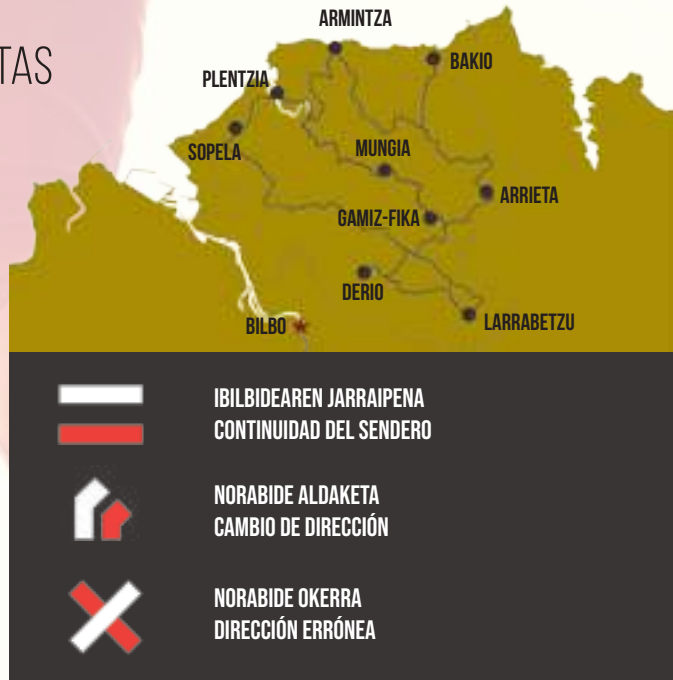 TAS
ARMINTZA
BAKIO
PLENTZIA
SOPELA
MUNGIA
ARRIETA
GAMIZ-FIKA
DERIO
BILBO
LARRABETZU
IBILBIDEAREN JARRAIPENA
CONTINUIDAD DEL SENDERO
NORABIDE ALDAKETA
CAMBIO DE DIRECCIÓN
NORABIDE OKERRA
DIRECCIÓN ERRÓNEA